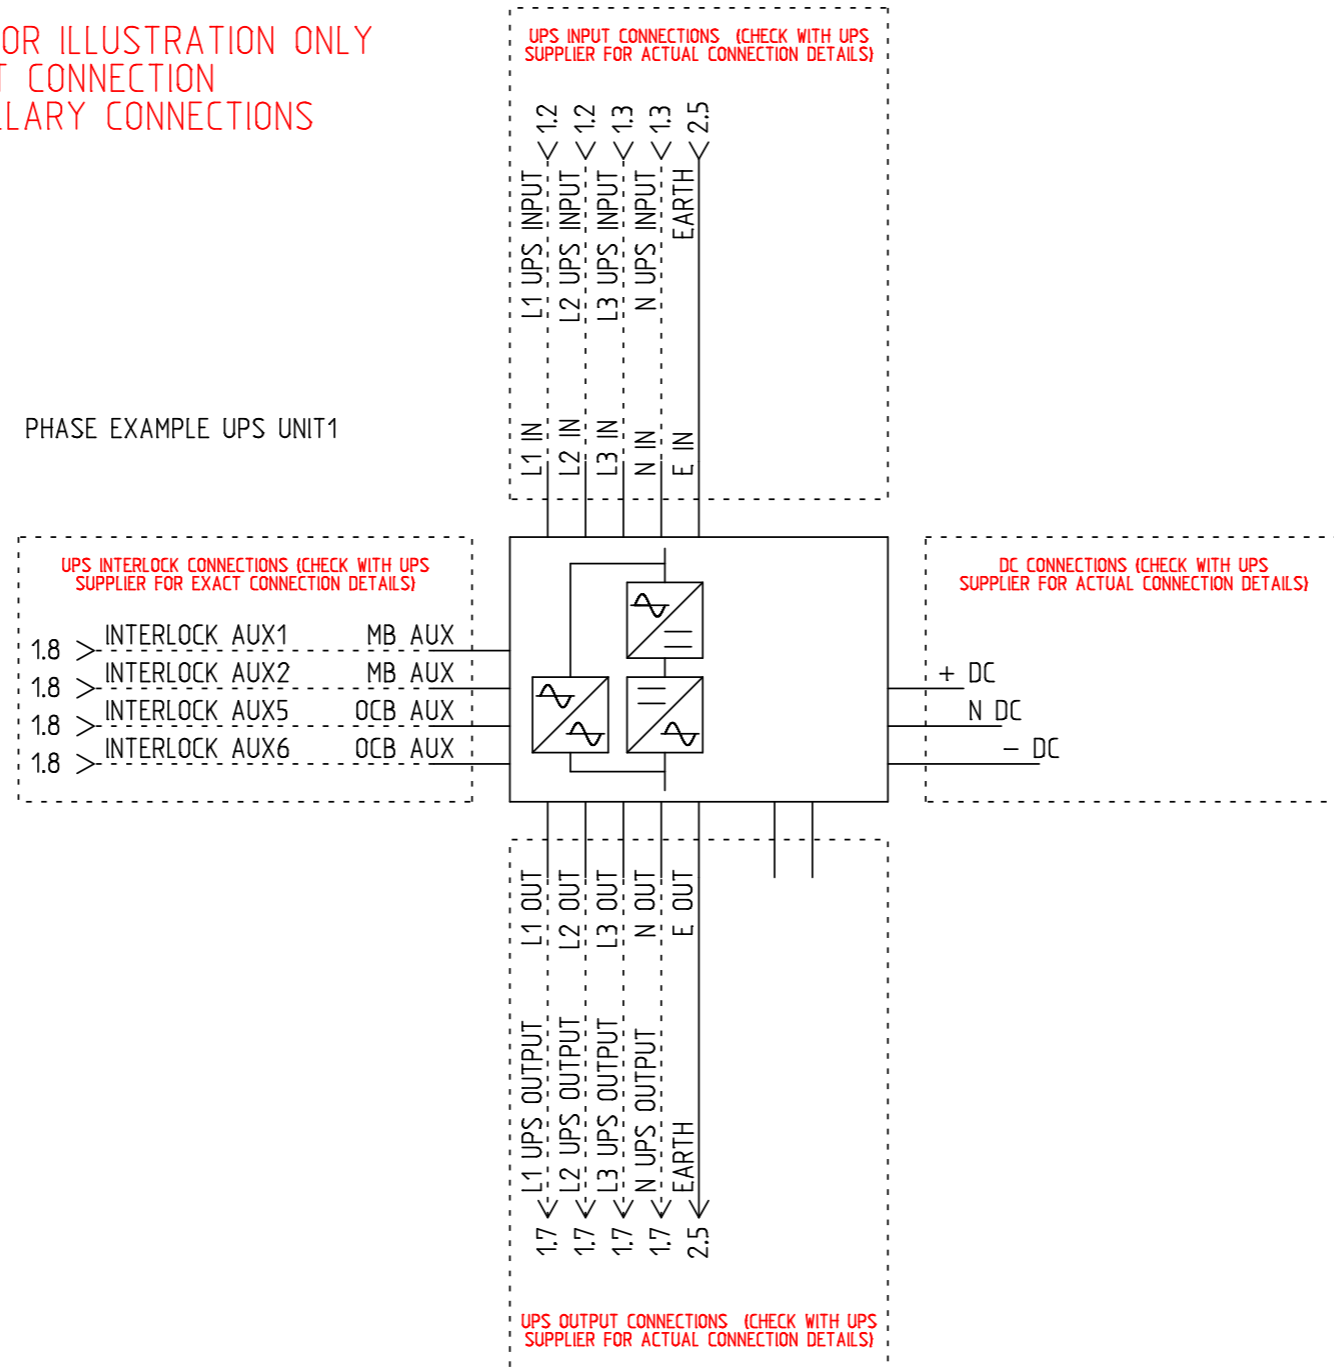 OR ILLUSTRATION ONLY
T CONNECTION
LLARY CONNECTIONS
UPS INPUT CONNECTIONS (CHECK WITH UPS
SUPPLIER FOR ACTUAL CONNECTION DETAILS)
1.2
1.2
1.3
1.3
2.5
L1 UPS INPUT
L2 UPS INPUT
L3 UPS INPUT
N UPS INPUT
EARTH
L1 IN
L2 IN
L3 IN
N IN
E IN
PHASE EXAMPLE UPS UNIT1
UPS INTERLOCK CONNECTIONS (CHECK WITH UPS
SUPPLIER FOR EXACT CONNECTION DETAILS)
1.8 INTERLOCK AUX1 MB AUX
1.8 INTERLOCK AUX2 MB AUX
1.8 INTERLOCK AUX5 OCB AUX
1.8 INTERLOCK AUX6 OCB AUX
DC CONNECTIONS (CHECK WITH UPS
SUPPLIER FOR ACTUAL CONNECTION DETAILS)
+ DC
N DC
- DC
L1 OUT
L2 OUT
L3 OUT
N OUT
E OUT
L1 UPS OUTPUT
L2 UPS OUTPUT
L3 UPS OUTPUT
N UPS OUTPUT
EARTH
1.7
1.7
1.7
1.7
2.5
UPS OUTPUT CONNECTIONS (CHECK WITH UPS
SUPPLIER FOR ACTUAL CONNECTION DETAILS)